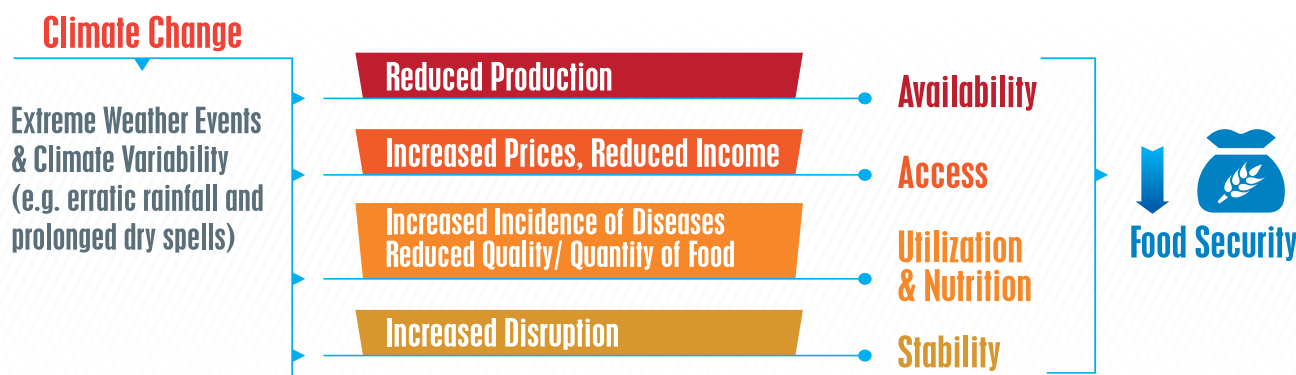 Climate Change
Extreme Weather Events
& Climate Variability
(e.g. erratic rainfall and
prolonged dry spells)
Reduced Production
Availability
Increased Prices, Reduced Income
Access
Increased Incidence of Diseases
Reduced Quality/ Quantity of Food
Utilization
& Nutrition
Increased Disruption
Stability
Food Security